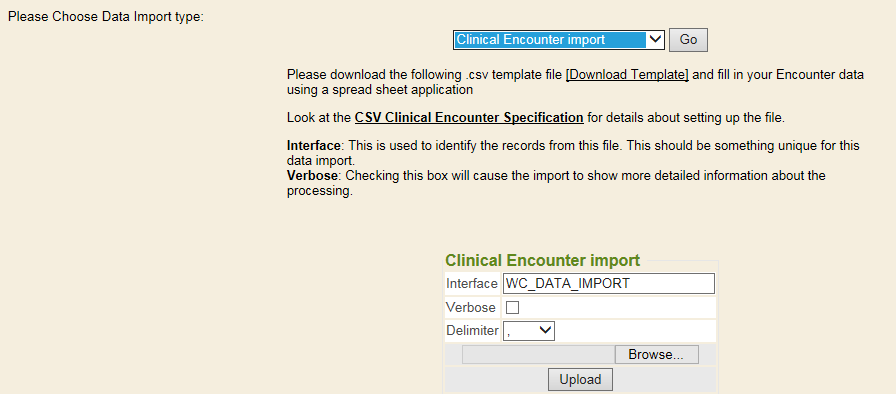 Please Choose Data Import type:
Clinical Encounter import Go
Please download the following .csv template file [Download Template] and fill in your Encounter data
using a spread sheet application
Look at the CSV Clinical Encounter Specification for details about setting up the file.
Interface: This is used to identify the records from this file. This should be something unique for this
data import.
Verbose: Checking this box will cause the import to show more detailed information about the
processing.
Clinical Encounter import
Interface WC_DATA_IMPORT
Verbose
Delimiter ,
Browse...
Upload